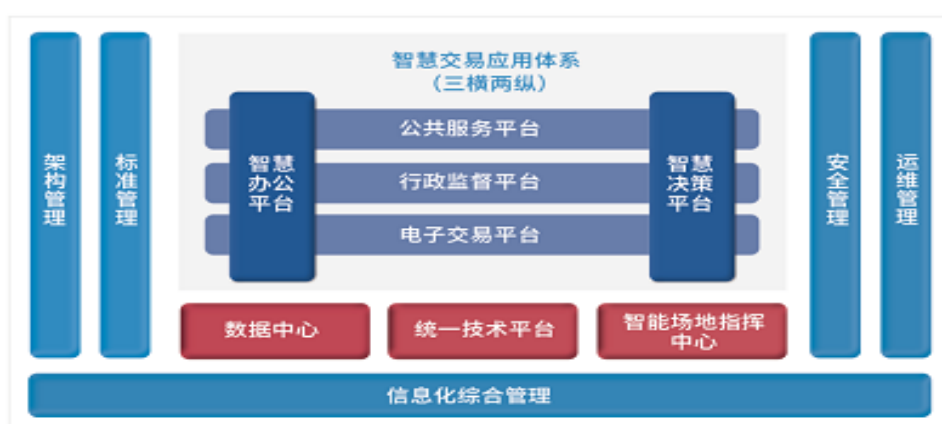 架构管理
标准管理
智慧交易应用体系
（三横两纵）
公共服务平台
行政监督平台
电子交易平台
智慧
办公
平台
智慧
决策
平台
安全管理
运维管理
数据中心
统一技术平台
智能场地指挥
中心
信息化综合管理